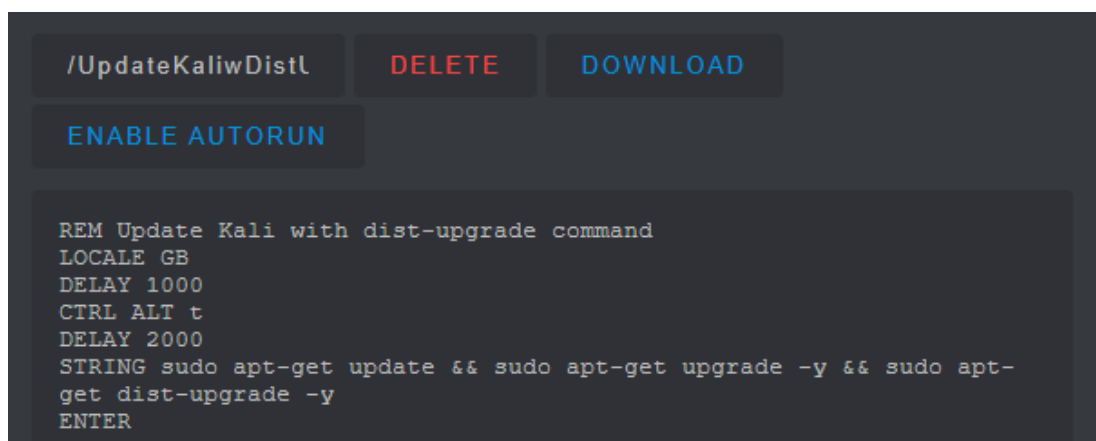 /UpdateKaliwDistU DELETE DOWNLOAD
ENABLE AUTORUN
REM Update Kali with dist-upgrade command
LOCALE GB
DELAY 1000
CTRL ALT t
DELAY 2000
STRING sudo apt-get update && sudo apt-get upgrade -y && sudo apt-
get dist-upgrade -y
ENTER